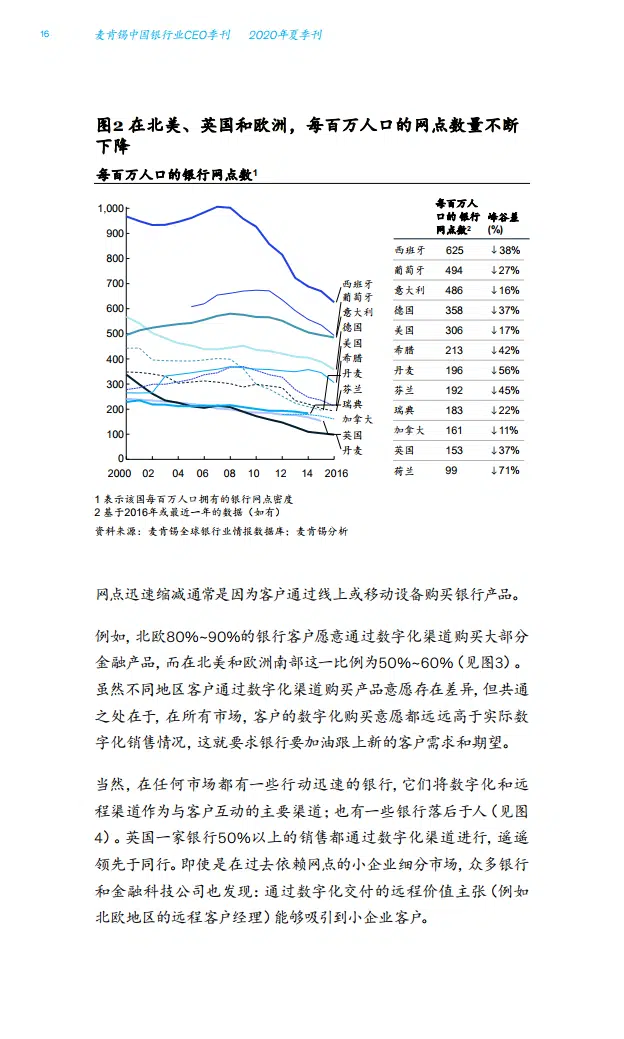 16 麦肯锡中国银行业CEO季刊 2020年夏季刊
图2 在北美、英国和欧洲，每百万人口的网点数量不断
下降
每百万人口的银行网点数1
1,000
900
800
700
600
500
400
300
200
100
0
2000 02 04 06 08 10 12 14 2016
西班牙
葡萄牙
意大利
德国
美国
希腊
丹麦
芬兰
瑞典
加拿大
英国
丹麦
每百万人
口的银行 峰谷差
网点数2 (%)
西班牙 625 ↓38%
葡萄牙 494 ↓27%
意大利 486 ↓16%
德国 358 ↓37%
美国 306 ↓17%
希腊 213 ↓42%
丹麦 196 ↓56%
芬兰 192 ↓45%
瑞典 183 ↓22%
加拿大 161 ↓11%
英国 153 ↓37%
荷兰 99 ↓71%
1 表示该国每百万人口拥有的银行网点密度
2 基于2016年或最近一年的数据（如有）
资料来源：麦肯锡全球银行业情报数据库；麦肯锡分析
网点迅速缩减通常是因为客户通过线上或移动设备购买银行产品。
例如，北欧80%~90%的银行客户愿意通过数字化渠道购买大部分
金融产品，而在北美和欧洲南部这一比例为50%~60%（见图3）。
虽然不同地区客户通过数字化渠道购买产品意愿存在差异，但共通
之处在于，在所有市场，客户的数字化购买意愿都远远高于实际数
字化销售情况，这就要求银行要加油跟上新的客户需求和期望。
当然，在任何市场都有一些行动迅速的银行，它们将数字化和远
程渠道作为与客户互动的主要渠道；也有一些银行落后于人（见图
4）。英国一家银行50%以上的销售都通过数字化渠道进行，遥遥
领先于同行。即使是在过去依赖网点的小企业细分市场，众多银行
和金融科技公司也发现：通过数字化交付的远程价值主张（例如
北欧地区的远程客户经理）能够吸引到小企业客户。